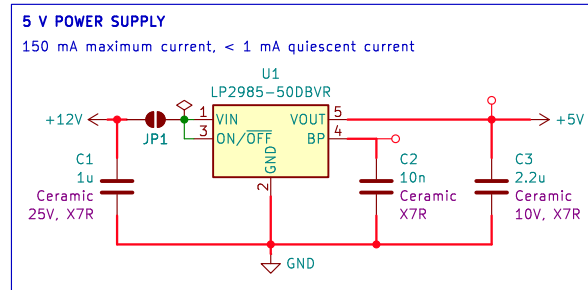 5 V POWER SUPPLY
150 mA maximum current, < 1 mA quiescent current
U1
LP2985-50DBVR
+12V
JP1
1
3
VIN
ON/OFF
GND
2
VOUT
BP
5
4
+5V
C1
1u
Ceramic
25V, X7R
C2
10n
Ceramic
X7R
C3
2.2u
Ceramic
10V, X7R
GND